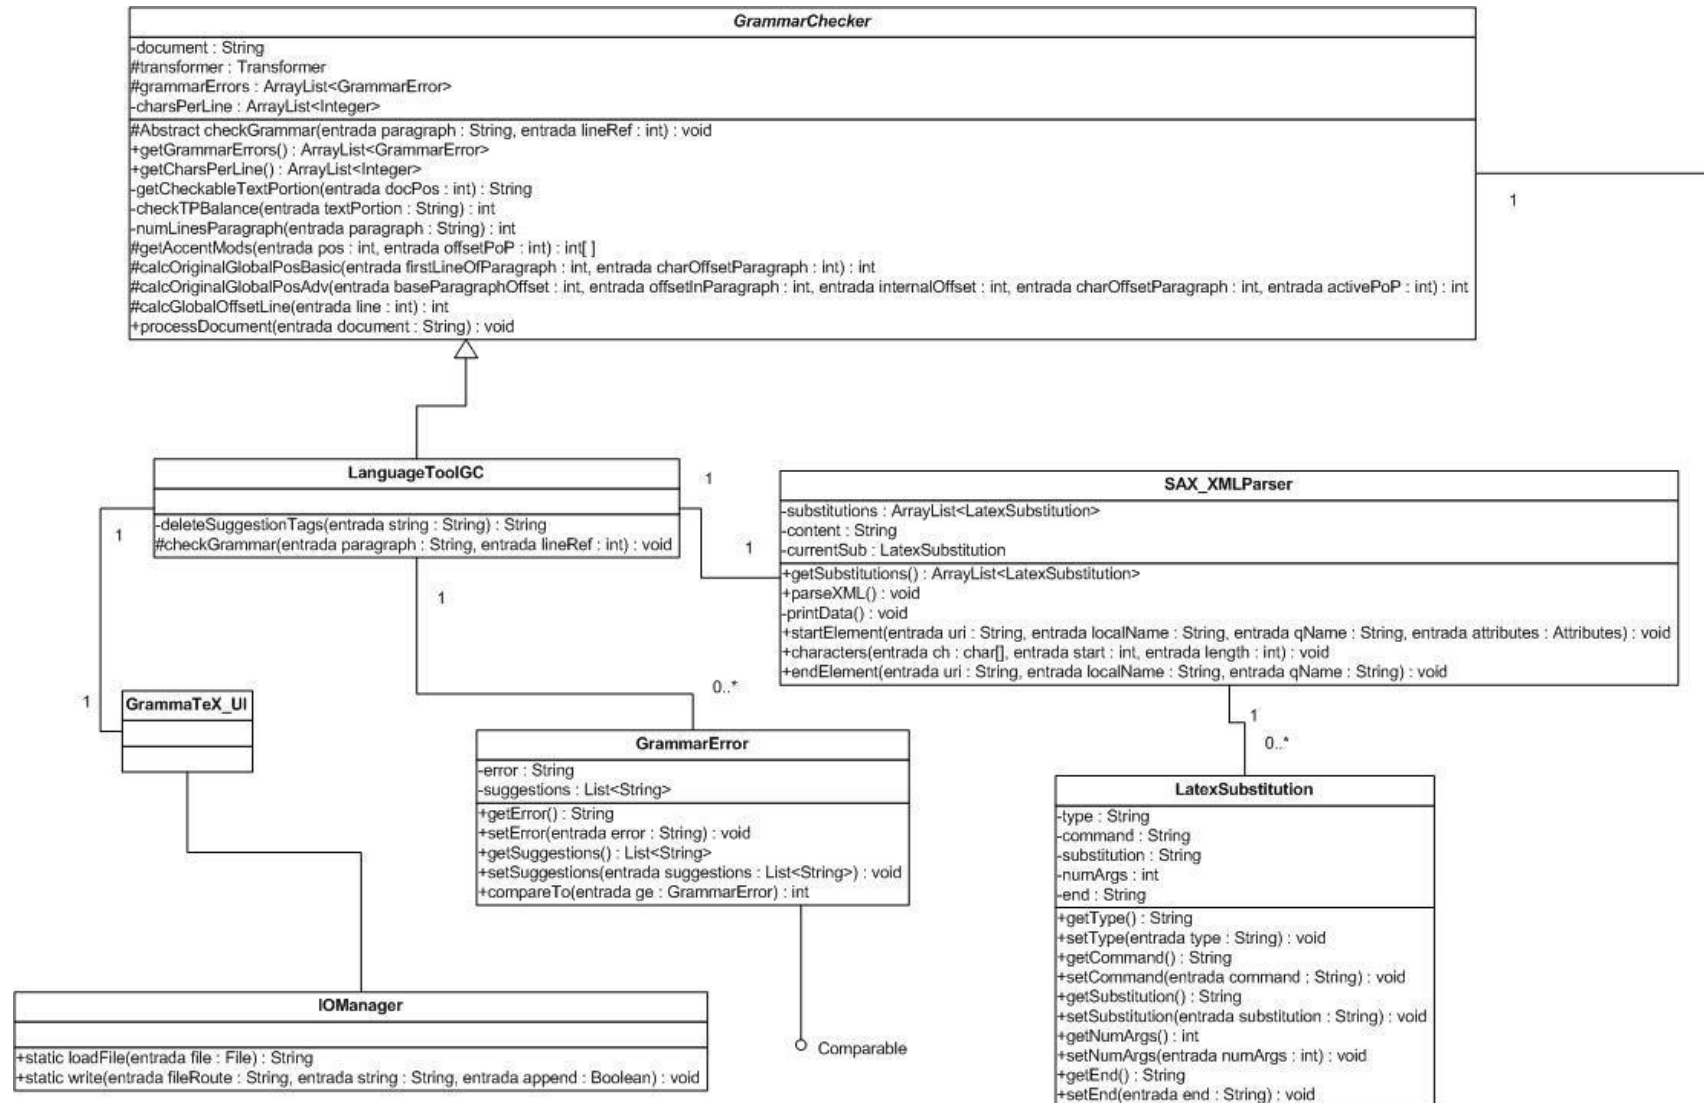 GrammarChecker
-document : String
#transformer : Transformer
#grammarErrors : ArrayList<GrammarError>
-charsPerLine : ArrayList<Integer>
#Abstract checkGrammar(entrada paragraph : String, entrada lineRef : int) : void
+getGrammarErrors() : ArrayList<GrammarError>
+getCharsPerLine() : ArrayList<Integer>
-getCheckableTextPortion(entrada docPos : int) : String
-checkTPBalance(entrada textPortion : String) : int
-numLinesParagraph(entrada paragraph : String) : int
#getAccentMods(entrada pos : int, entrada offsetPoP : int) : int[ ]
#calcOriginalGlobalPosBasic(entrada firstLineOfParagraph : int, entrada charOffsetParagraph : int) : int
#calcOriginalGlobalPosAdv(entrada baseParagraphOffset : int, entrada offsetInParagraph : int, entrada internalOffset : int, entrada charOffsetParagraph : int, entrada activePoP : int) : int
#calcGlobalOffsetLine(entrada line : int) : int
+processDocument(entrada document : String) : void
1
LanguageToolGC
-deleteSuggestionTags(entrada string : String) : String
#checkGrammar(entrada paragraph : String, entrada lineRef : int) : void
1
1
1
1
SAX_XMLParser
-substitutions : ArrayList<LatexSubstitution>
-content : String
-currentSub : LatexSubstitution
+getSubstitutions() : ArrayList<LatexSubstitution>
+parseXML() : void
-printData() : void
+startElement(entrada uri : String, entrada localName : String, entrada qName : String, entrada attributes : Attributes) : void
+characters(entrada ch : char[], entrada start : int, entrada length : int) : void
+endElement(entrada uri : String, entrada localName : String, entrada qName : String) : void
1
GrammaTeX_UI
0..*
GrammarError
-error : String
-suggestions : List<String>
+getError() : String
+setError(entrada error : String) : void
+getSuggestions() : List<String>
+setSuggestions(entrada suggestions : List<String>) : void
+compareTo(entrada ge : GrammarError) : int
1
0..*
LatexSubstitution
-type : String
-command : String
-substitution : String
-numArgs : int
-end : String
+getType() : String
+setType(entrada type : String) : void
+getCommand() : String
+setCommand(entrada command : String) : void
+getSubstitution() : String
+setSubstitution(entrada substitution : String) : void
+getNumArgs() : int
+setNumArgs(entrada numArgs : int) : void
+getEnd() : String
+setEnd(entrada end : String) : void
IOManager
+static loadFile(entrada file : File) : String
+static write(entrada fileRoute : String, entrada string : String, entrada append : Boolean) : void
Comparable